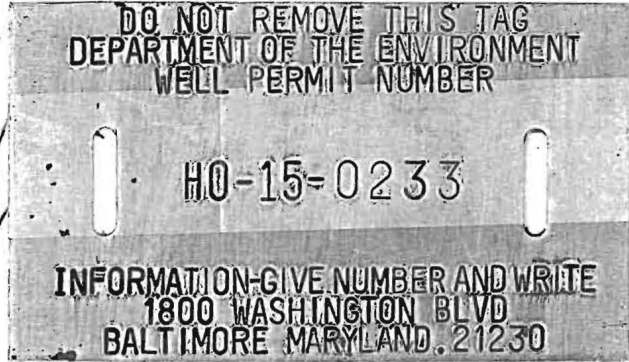 DO NOT REMOVE THIS TAG
DEPARTMENT OF THE ENVIRONMENT
WELL PERMIT NUMBER
HO-15-0233
INFORMATION-GIVE NUMBER AND WRITE
1800 WASHINGTON BLVD
BALTIMORE MARYLAND. 21230